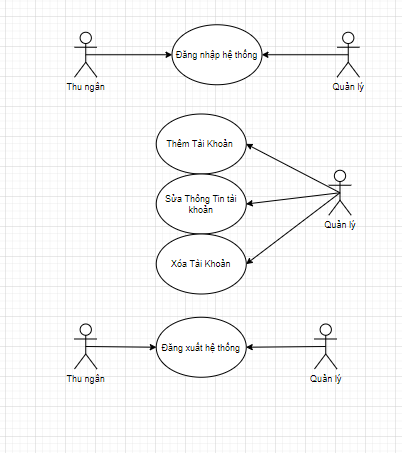 Đăng nhập hệ thống
Thu ngân
Quản lý
Thêm Tài Khoản
Sửa Thông Tin tài
khoản
Quản lý
Xóa Tài Khoản
Đăng xuất hệ thống
Thu ngân
Quản lý